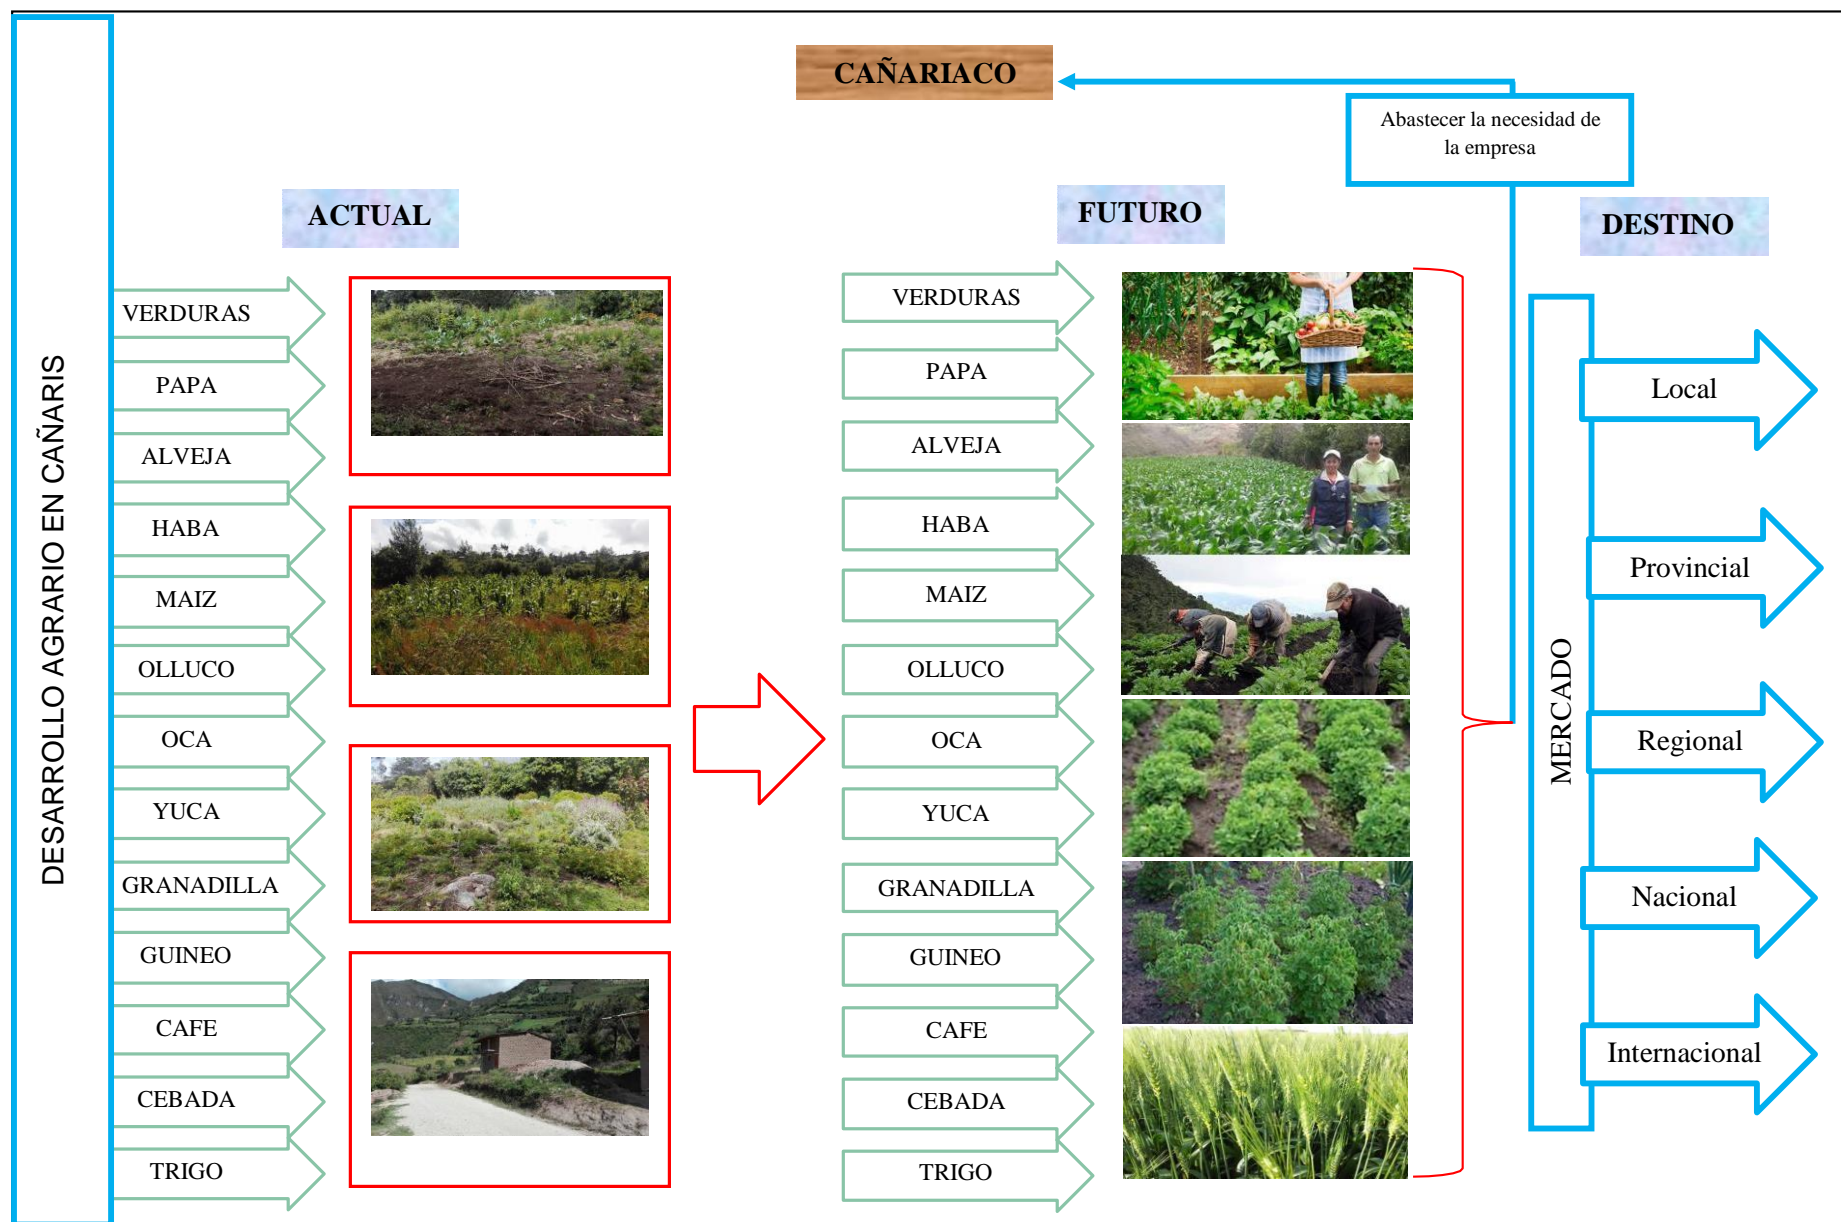 CAÑARIACO
Abastecer la necesidad de
la empresa
ACTUAL
FUTURO
DESTINO
DESARROLLO AGRARIO EN CAÑARIS
VERDURAS
PAPA
ALVEJA
HABA
MAIZ
OLLUCO
OCA
YUCA
GRANADILLA
GUINEO
CAFE
CEBADA
TRIGO
VERDURAS
PAPA
ALVEJA
HABA
MAIZ
OLLUCO
OCA
YUCA
GRANADILLA
GUINEO
CAFE
CEBADA
TRIGO
MERCADO
Local
Provincial
Regional
Nacional
Internacional